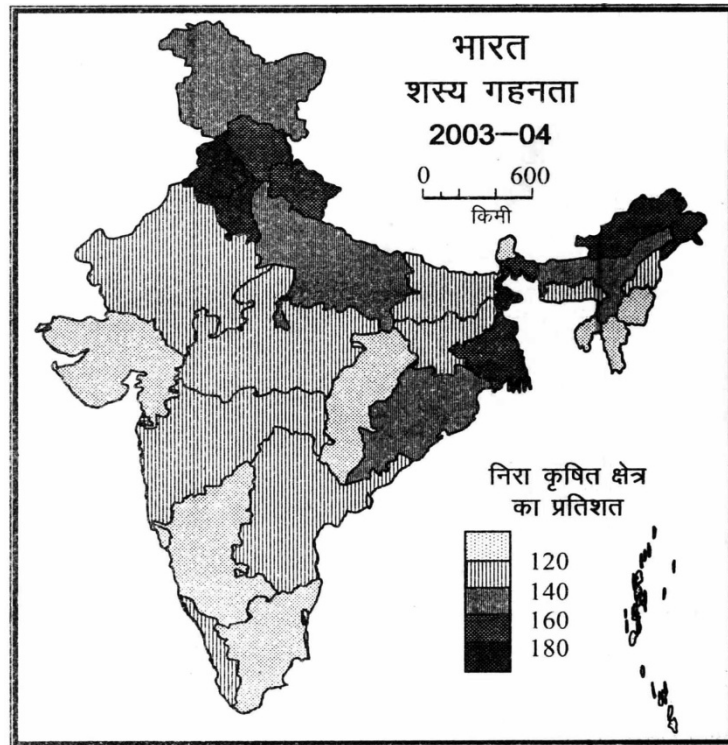 भारत
शस्य गहनता
2003–04
0 600
किमी
निरा कृषित क्षेत्र
का प्रतिशत
120
140
160
180